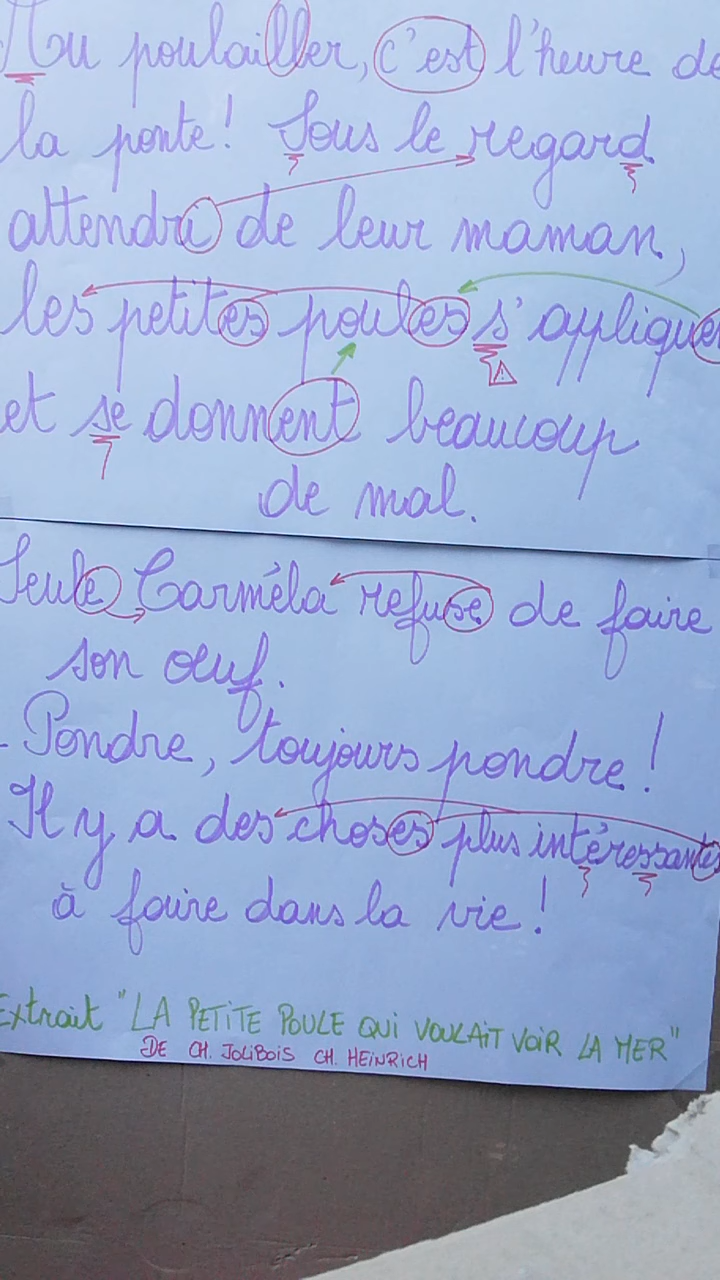 Au poulailler, c'est l'heure de
la ponte! Sous le regard
attendri de leur maman,
les petites poules s'appliquen
et se donnent beaucoup
de mal.
Seule Carméla refuse de faire
son œuf.
- Pondre, toujours pondre!
Il y a des choses plus intéressantes
à faire dans la vie!
Extrait "LA PETITE POULE QUI VOULAIT VOIR LA MER"
DE CH. JOLIBOIS CH. HEINRICH